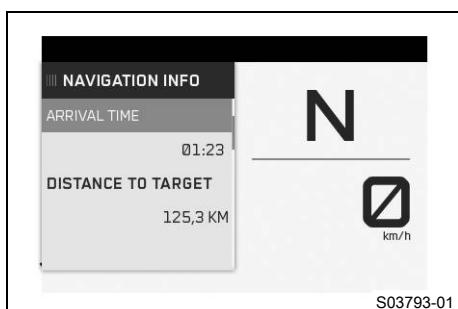 NAVIGATION INFO
ARRIVAL TIME
01:23
DISTANCE TO TARGET
125,3 KM
N
0
km/h
S03793-01